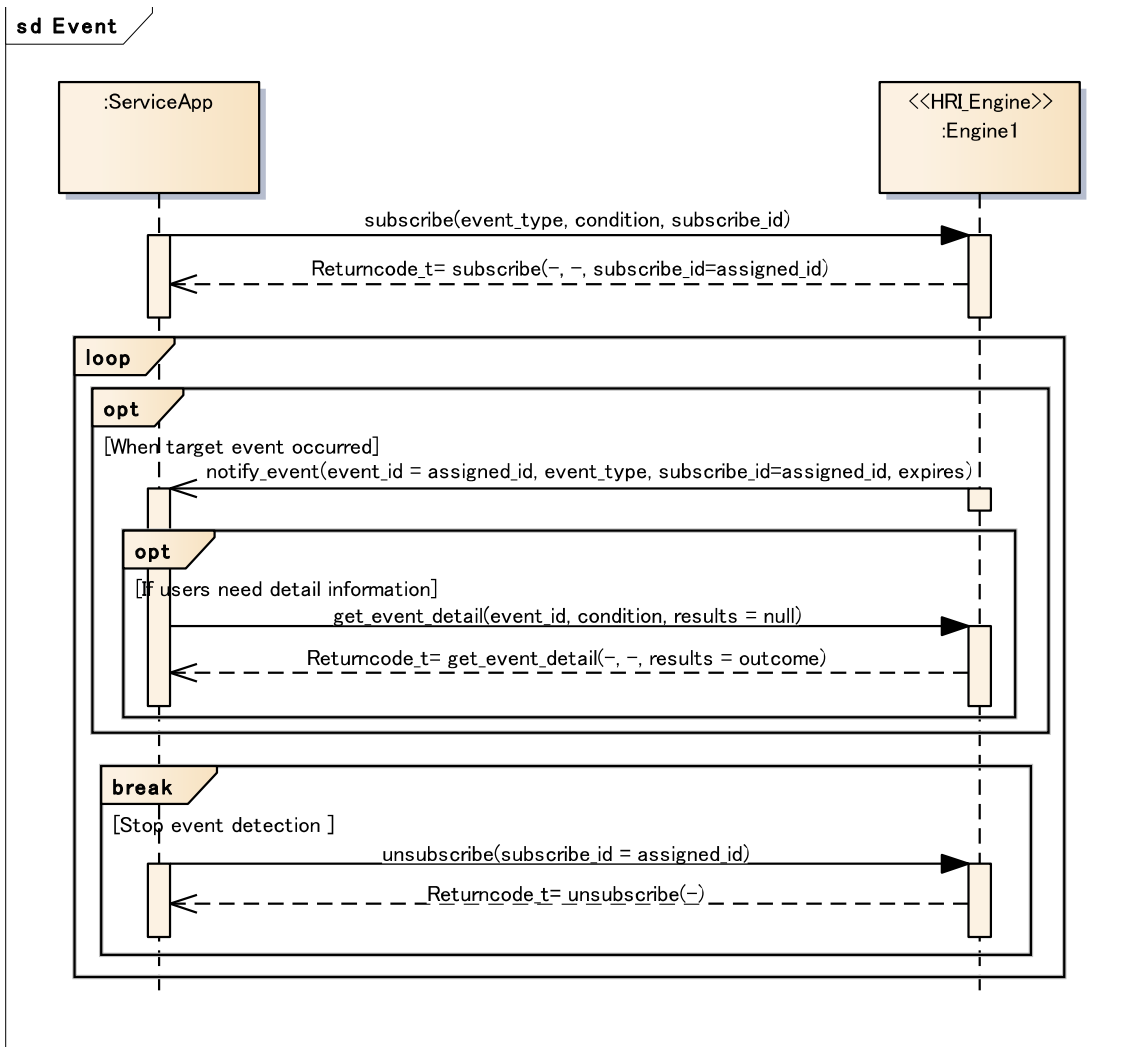 sd Event
:ServiceApp
<<HRI_Engine>>
:Engine1
subscribe(event_type, condition, subscribe_id)
Returncode_t= subscribe(-, -, subscribe_id=assigned_id)
loop
opt
[When target event occurred]
notify_event(event_id = assigned_id, event_type, subscribe_id=assigned_id, expires)
opt
[If users need detail information]
get_event_detail(event_id, condition, results = null)
Returncode_t= get_event_detail(-, -, results = outcome)
break
[Stop event detection ]
unsubscribe(subscribe_id = assigned_id)
Returncode_t= unsubscribe(-)